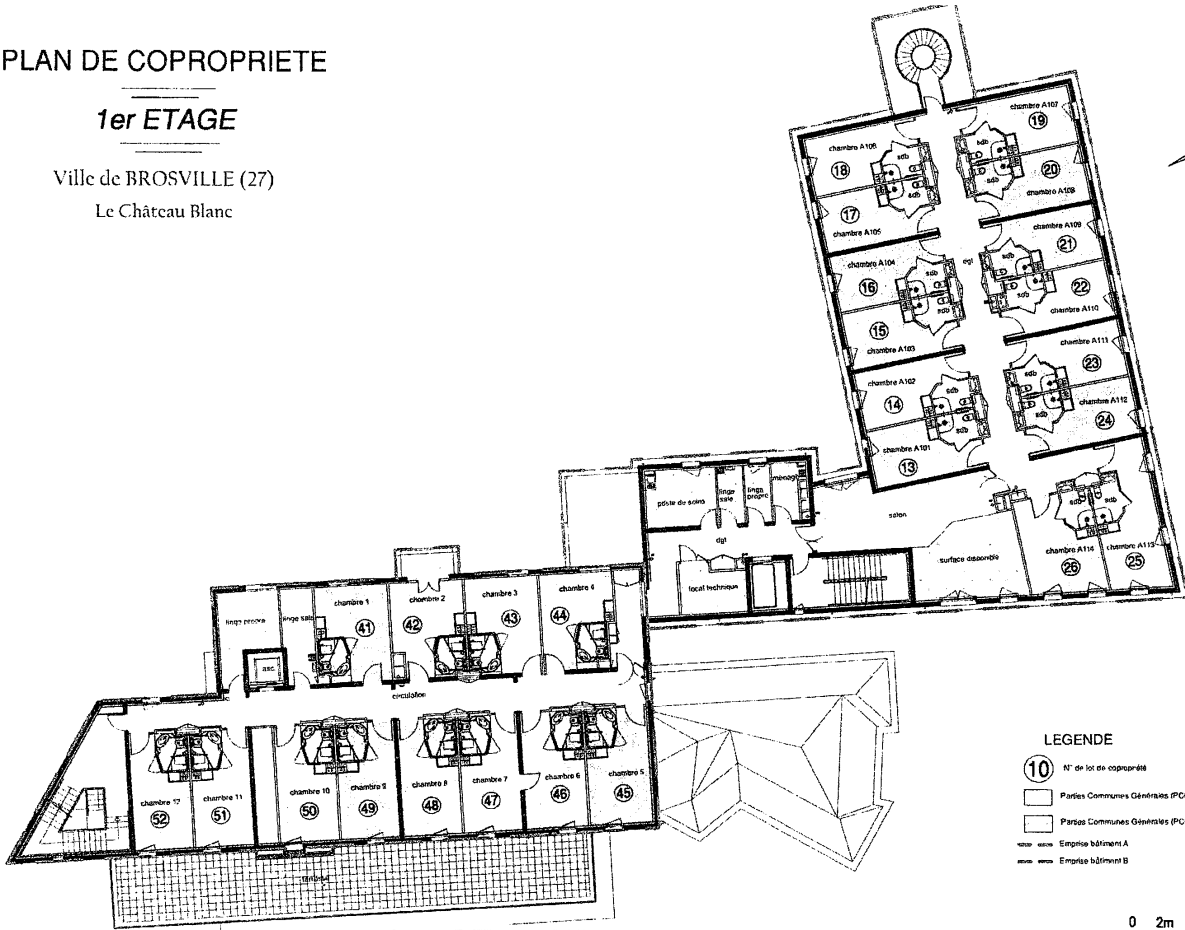 PLAN DE COPROPRIETE
1er ETAGE
Ville de BROSVILLE (27)
Le Château Blanc
chambre A107
19
chambre A106
18
sdb
sdb
20
chambre A108
sdb
sdb
17
chambre A105
chambre A109
21
chambre A104
16
dgt
sdb
sdb
22
chambre A110
sdb
sdb
15
chambre A103
chambre A111
23
chambre A102
14
sdb
sdb
chambre A112
24
sdb
sdb
chambre A101
13
poste de soins
linge sale
linge propre
ménage
salon
dgt
surface disponible
local technique
sdb
sdb
chambre A114
26
chambre A113
25
linge propre
linge sale
chambre 1
41
chambre 2
42
chambre 3
43
chambre 4
44
asc.
circulation
chambre 12
52
chambre 11
51
chambre 10
50
chambre 9
49
chambre 8
48
chambre 7
47
chambre 6
46
chambre 5
45
terrasse
LEGENDE
10 N° de lot de copropriété
Parties Communes Générales (PC
Parties Communes Générales (PC
Emprise bâtiment A
Emprise bâtiment B
0 2m